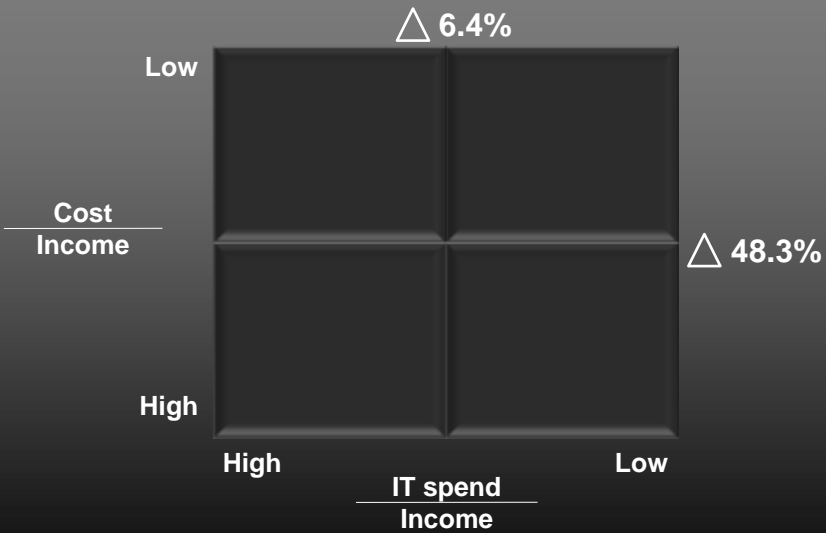 △ 6.4%
Low
Cost
Income
△ 48.3%
High
High
Low
IT spend
Income